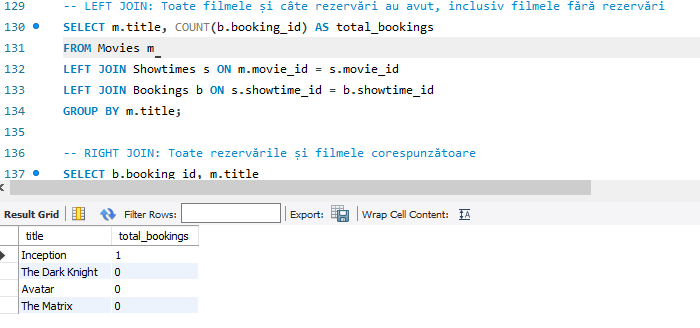 129 -- LEFT JOIN: Toate filmele și câte rezervări au avut, inclusiv filmele fără rezervări
130 SELECT m.title, COUNT(b.booking_id) AS total_bookings
131 FROM Movies m
132 LEFT JOIN Showtimes s ON m.movie_id = s.movie_id
133 LEFT JOIN Bookings b ON s.showtime_id = b.showtime_id
134 GROUP BY m.title;
135
136 -- RIGHT JOIN: Toate rezervările și filmele corespunzătoare
137 SELECT b.booking_id, m.title
Result Grid Filter Rows: Export: Wrap Cell Content:
title total_bookings
Inception 1
The Dark Knight 0
Avatar 0
The Matrix 0